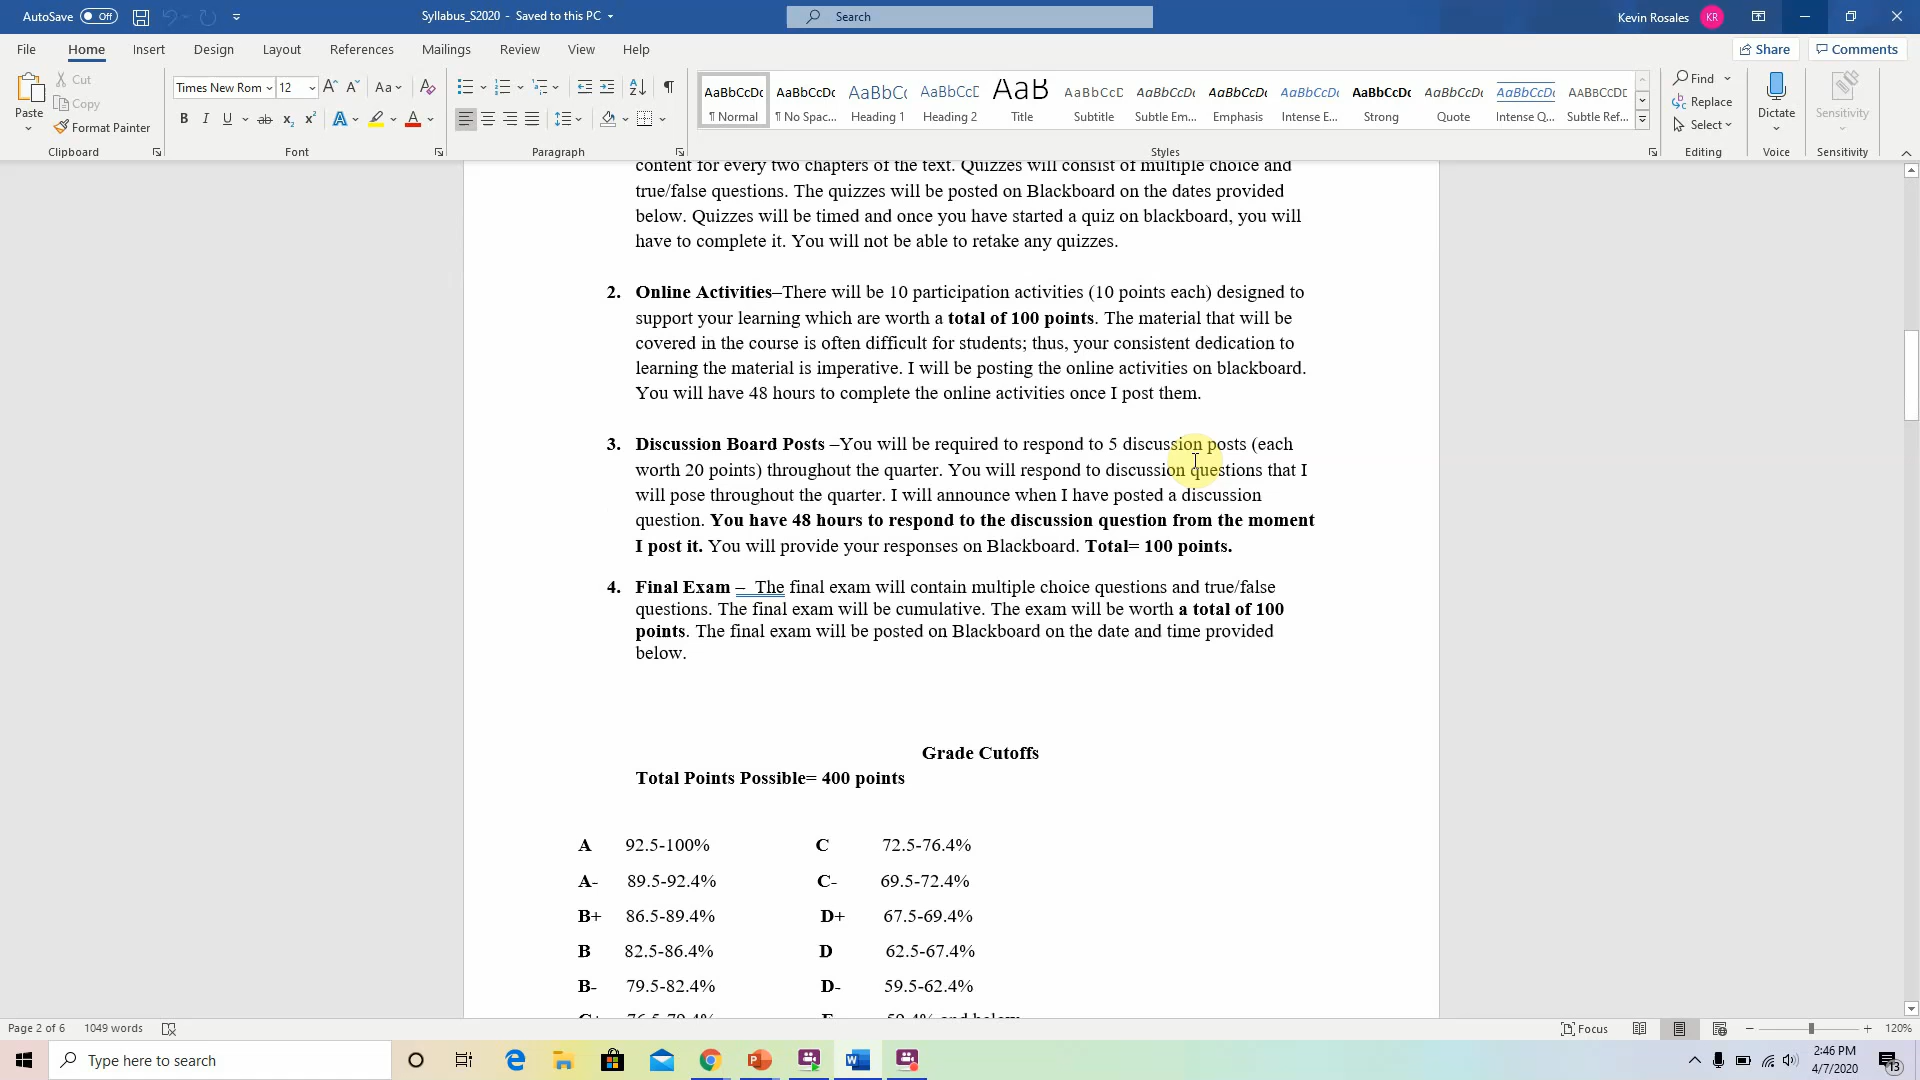 AutoSave Off Syllabus_S2020 - Saved to this PC Search Kevin Rosales KR
File Home Insert Design Layout References Mailings Review View Help Share Comments
Paste Cut Copy Format Painter
Times New Rom 12 Aa
AaBbCcDc AaBbCcDc AaBbCc AaBbCcD AaB AaBbCcD AaBbCcDc AaBbCcDc AaBbCcDc AaBbCcDc AaBbCcDc AaBbCcDc AaBbCcDc
¶ Normal ¶ No Spac... Heading 1 Heading 2 Title Subtitle Subtle Em... Emphasis Intense E... Strong Quote Intense Q... Subtle Ref...
Find Replace Select Dictate Sensitivity
Clipboard Font Paragraph Styles Editing Voice Sensitivity
content for every two chapters of the text. Quizzes will consist of multiple choice and
true/false questions. The quizzes will be posted on Blackboard on the dates provided
below. Quizzes will be timed and once you have started a quiz on blackboard, you will
have to complete it. You will not be able to retake any quizzes.
2. Online Activities–There will be 10 participation activities (10 points each) designed to
support your learning which are worth a total of 100 points. The material that will be
covered in the course is often difficult for students; thus, your consistent dedication to
learning the material is imperative. I will be posting the online activities on blackboard.
You will have 48 hours to complete the online activities once I post them.
3. Discussion Board Posts –You will be required to respond to 5 discussion posts (each
worth 20 points) throughout the quarter. You will respond to discussion questions that I
will pose throughout the quarter. I will announce when I have posted a discussion
question. You have 48 hours to respond to the discussion question from the moment
I post it. You will provide your responses on Blackboard. Total= 100 points.
4. Final Exam – The final exam will contain multiple choice questions and true/false
questions. The final exam will be cumulative. The exam will be worth a total of 100
points. The final exam will be posted on Blackboard on the date and time provided
below.
Grade Cutoffs
Total Points Possible= 400 points
A 92.5-100% C 72.5-76.4%
A- 89.5-92.4% C- 69.5-72.4%
B+ 86.5-89.4% D+ 67.5-69.4%
B 82.5-86.4% D 62.5-67.4%
B- 79.5-82.4% D- 59.5-62.4%
C+ 76.5-79.4% F 59.4% and below
Page 2 of 6 1049 words Focus 120%
Type here to search 2:46 PM
4/7/2020 13